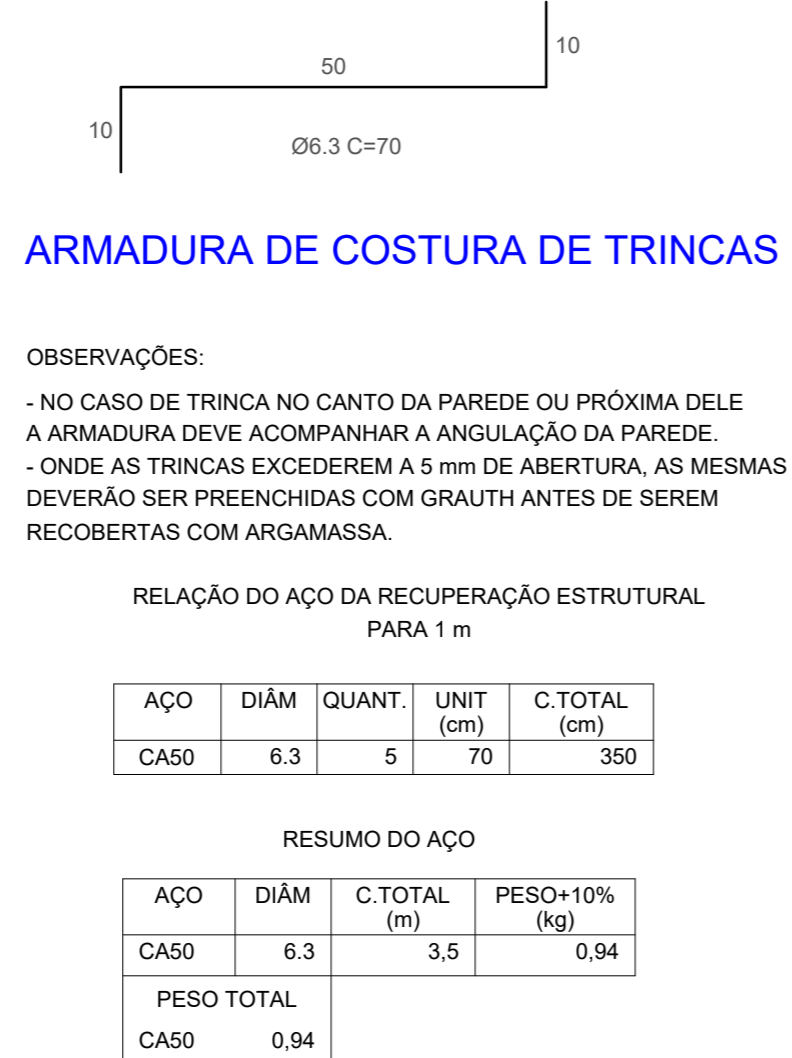 10
50
10
Ø6.3 C=70
ARMADURA DE COSTURA DE TRINCAS
OBSERVAÇÕES:
- NO CASO DE TRINCA NO CANTO DA PAREDE OU PRÓXIMA DELE
A ARMADURA DEVE ACOMPANHAR A ANGULAÇÃO DA PAREDE.
- ONDE AS TRINCAS EXCEDEREM A 5 mm DE ABERTURA, AS MESMAS
DEVERÃO SER PREENCHIDAS COM GRAUTH ANTES DE SEREM
RECOBERTAS COM ARGAMASSA.
RELAÇÃO DO AÇO DA RECUPERAÇÃO ESTRUTURAL
PARA 1 m
AÇO DIÂM QUANT. UNIT C.TOTAL
(cm) (cm)
CA50 6.3 5 70 350
RESUMO DO AÇO
AÇO DIÂM C.TOTAL PESO+10%
(m) (kg)
CA50 6.3 3,5 0,94
PESO TOTAL
CA50 0,94